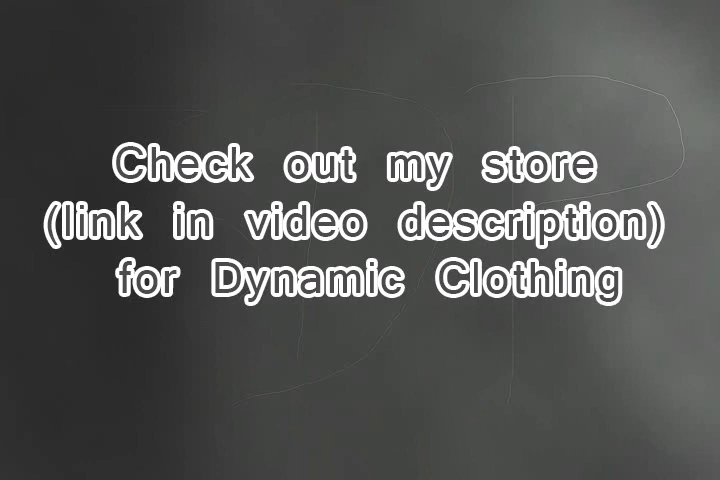 Check out my store
(link in video description)
for Dynamic Clothing